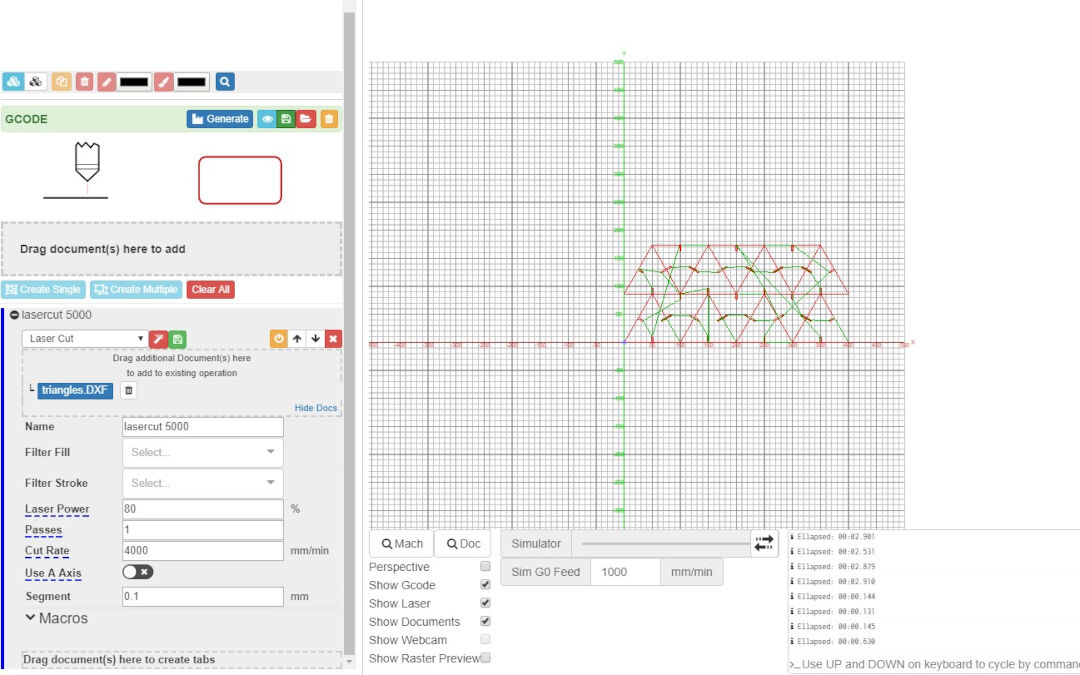 GCODE
Generate
Drag document(s) here to add
Create Single
Create Multiple
Clear All
lasercut 5000
Laser Cut
Drag additional Document(s) here
to add to existing operation
triangles.DXF
Hide Docs
Name
lasercut 5000
Filter Fill
Select...
Filter Stroke
Select...
Laser Power
80
%
Passes
1
Cut Rate
4000
mm/min
Use A Axis
Segment
0.1
mm
Macros
Drag document(s) here to create tabs
Y
X
Mach
Doc
Simulator
Perspective
Sim G0 Feed
1000
mm/min
Show Gcode
Show Laser
Show Documents
Show Webcam
Show Raster Preview
Ellapsed: 00:02.901
Ellapsed: 00:02.531
Ellapsed: 00:02.879
Ellapsed: 00:02.910
Ellapsed: 00:00.144
Ellapsed: 00:00.131
Ellapsed: 00:00.145
Ellapsed: 00:00.630
>_Use UP and DOWN on keyboard to cycle by comman